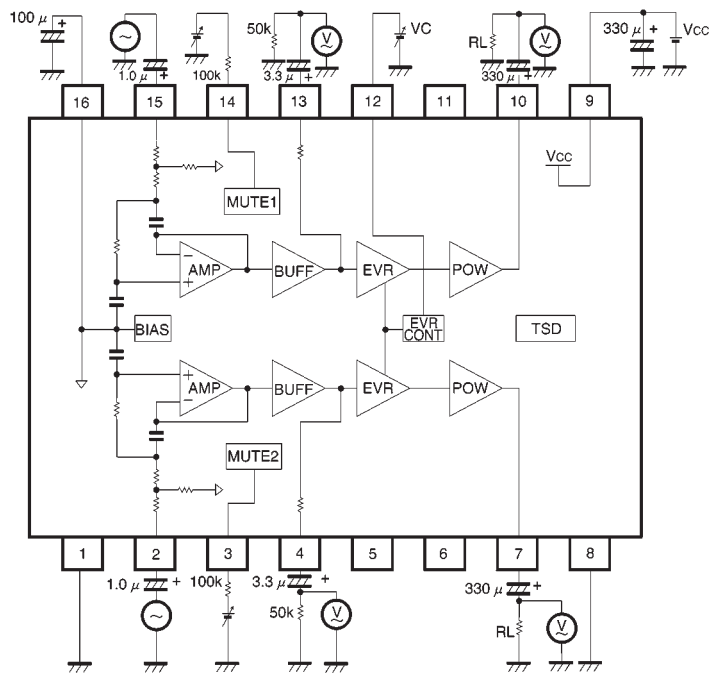 100 μ +
1.0 μ +
100k
50k
3.3 μ +
V
VC
RL
330 μ +
V
330 μ +
VCC
16 15 14 13 12 11 10 9
VCC
MUTE1
− AMP +
BUFF
EVR
POW
BIAS
EVR CONT
TSD
+ AMP −
BUFF
EVR
POW
MUTE2
1 2 3 4 5 6 7 8
1.0 μ +
100k
3.3 μ +
50k
V
330 μ +
RL
V